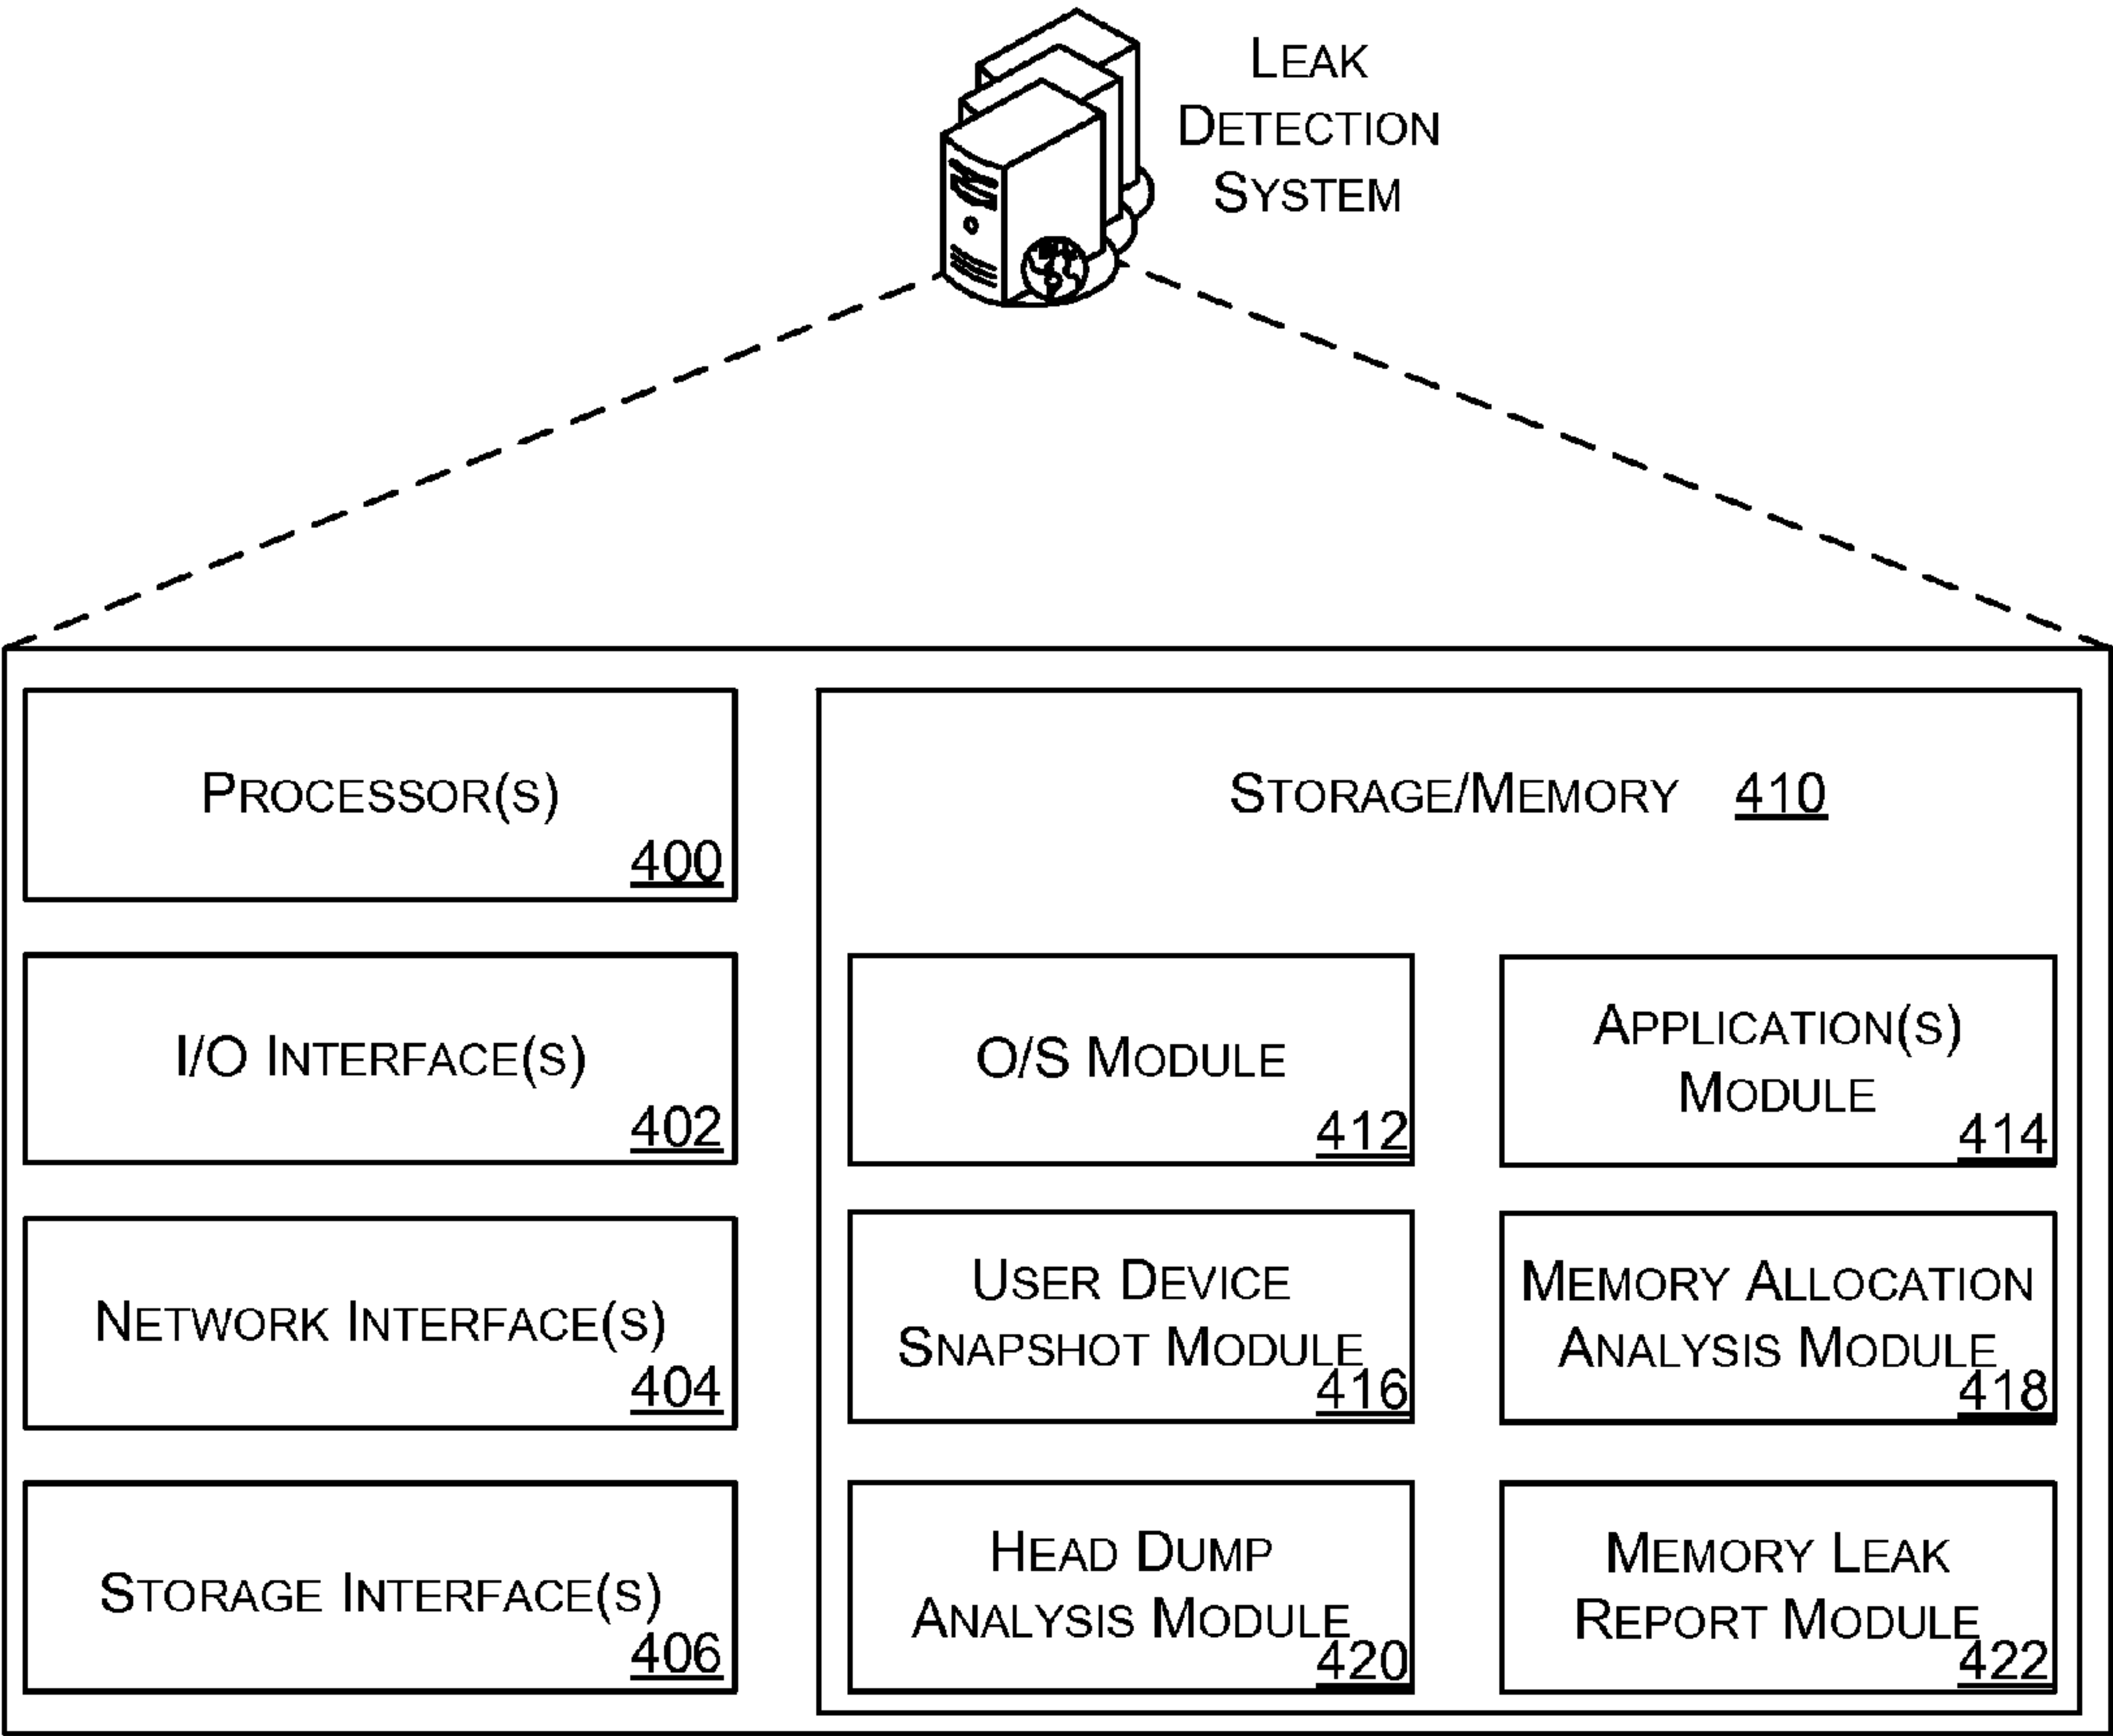 LEAK
DETECTION
SYSTEM
PROCESSOR(S)
400
I/O INTERFACE(S)
402
NETWORK INTERFACE(S)
404
STORAGE INTERFACE(S)
406
STORAGE/MEMORY 410
O/S MODULE
412
APPLICATION(S)
MODULE
414
USER DEVICE
SNAPSHOT MODULE
416
MEMORY ALLOCATION
ANALYSIS MODULE
418
HEAD DUMP
ANALYSIS MODULE
420
MEMORY LEAK
REPORT MODULE
422